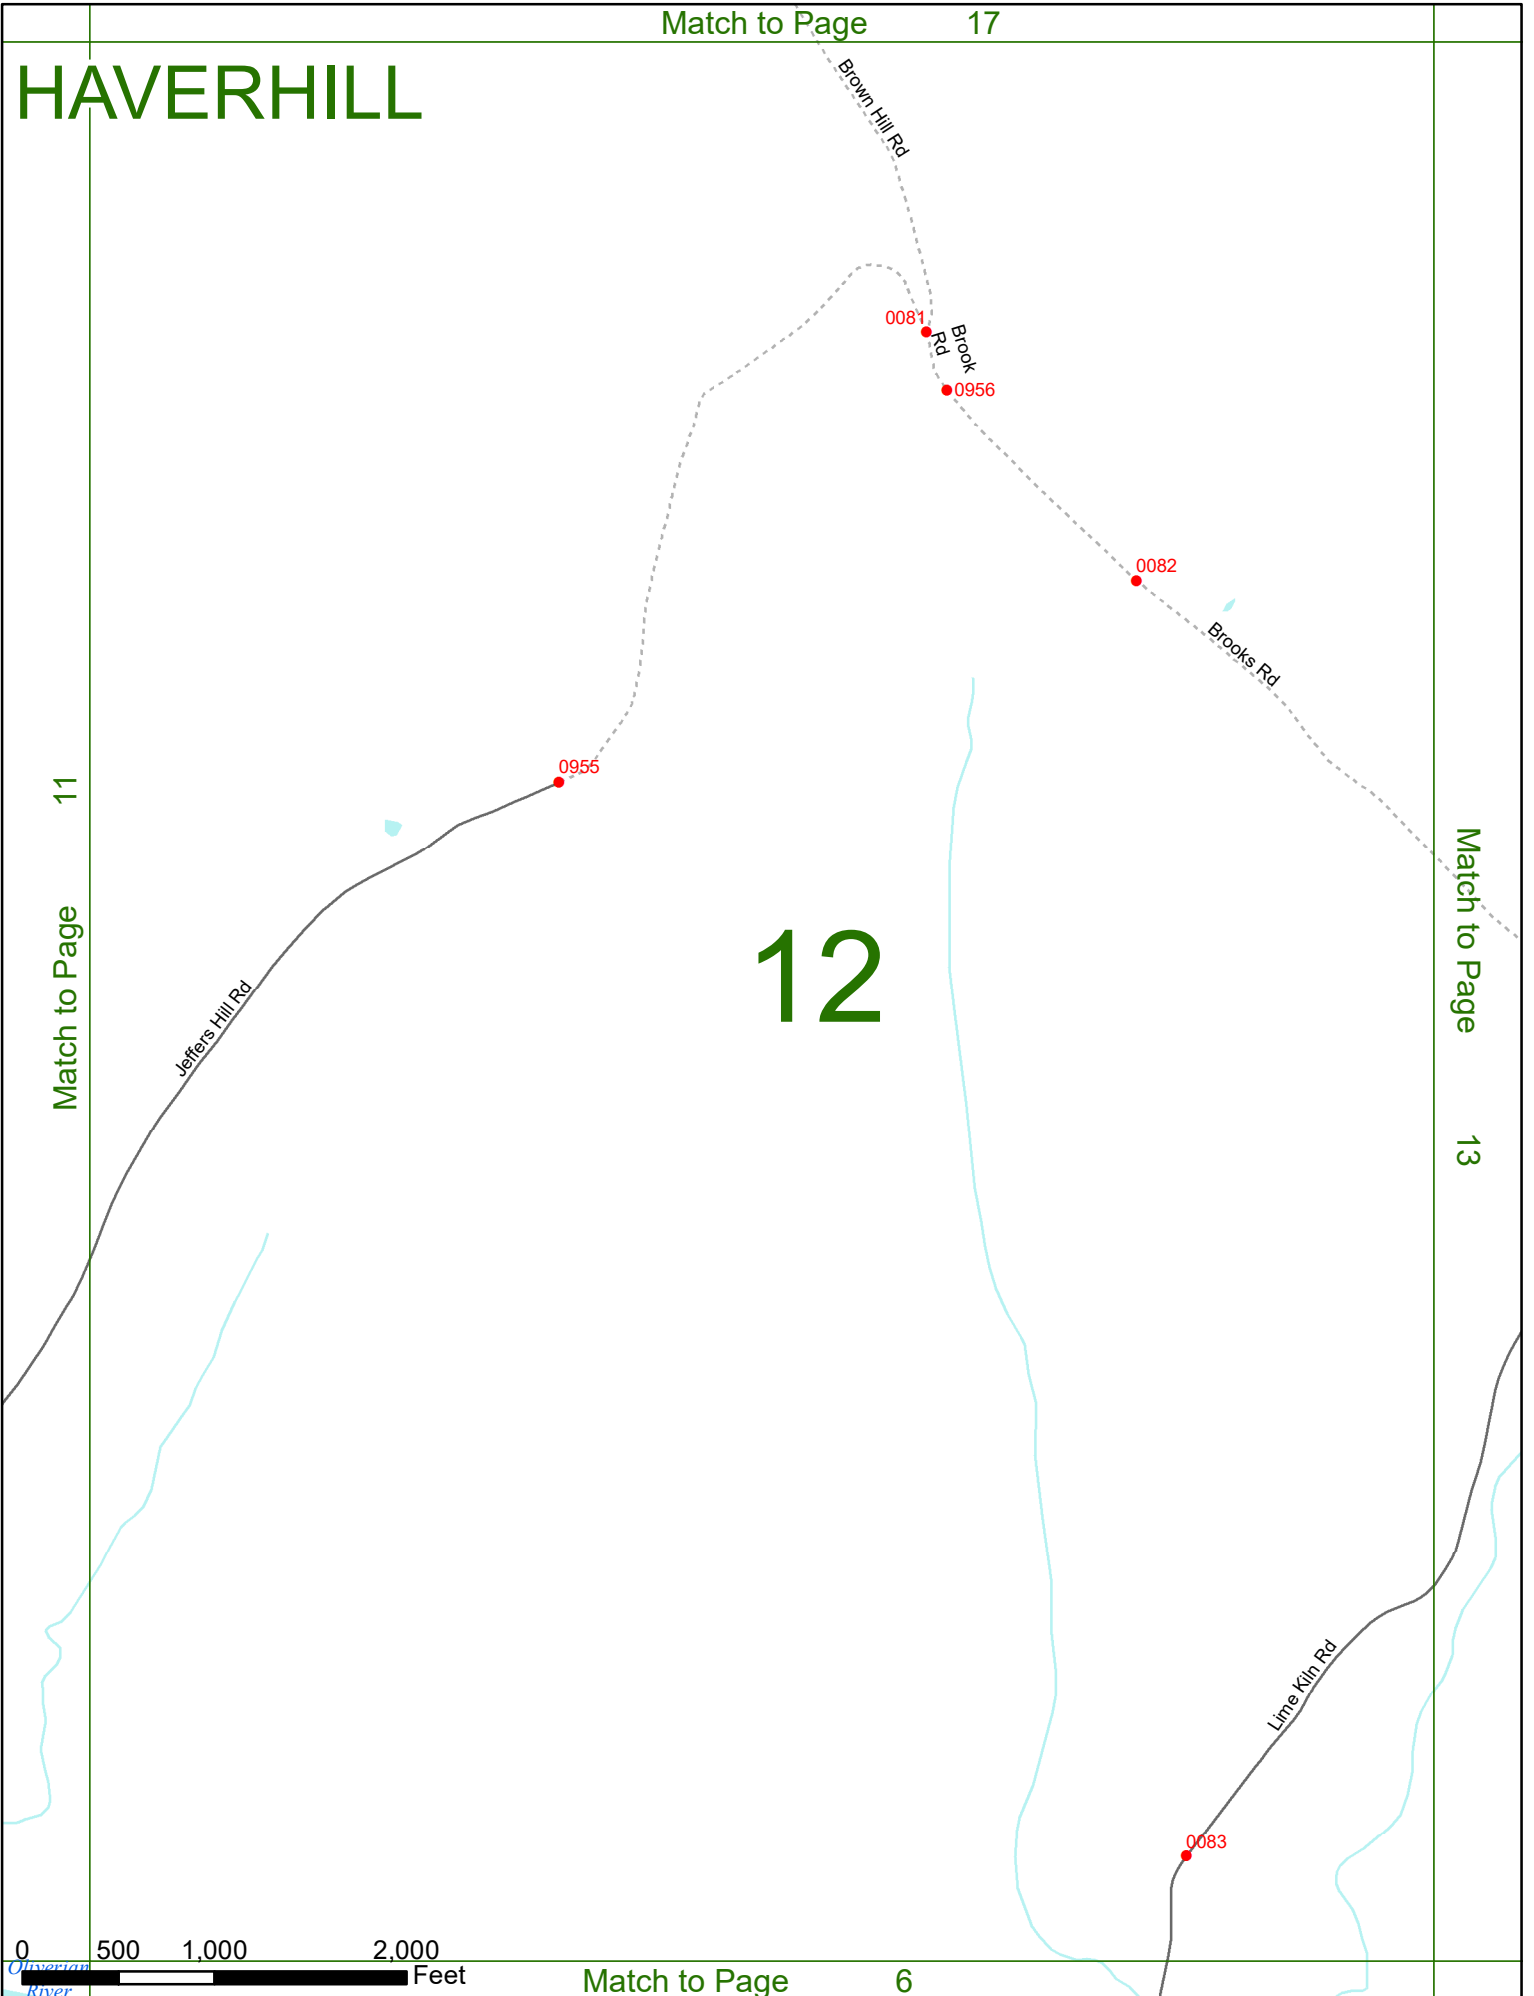 Match to Page 17
HAVERHILL
Brown Hill Rd
0081
Brook
Rd
0956
0082
Brooks Rd
0955
Match to Page 11
Match to Page 13
12
Jeffers Hill Rd
Lime Kiln Rd
0083
0 500 1,000 2,000
Feet
Oliverian
River
Match to Page 6